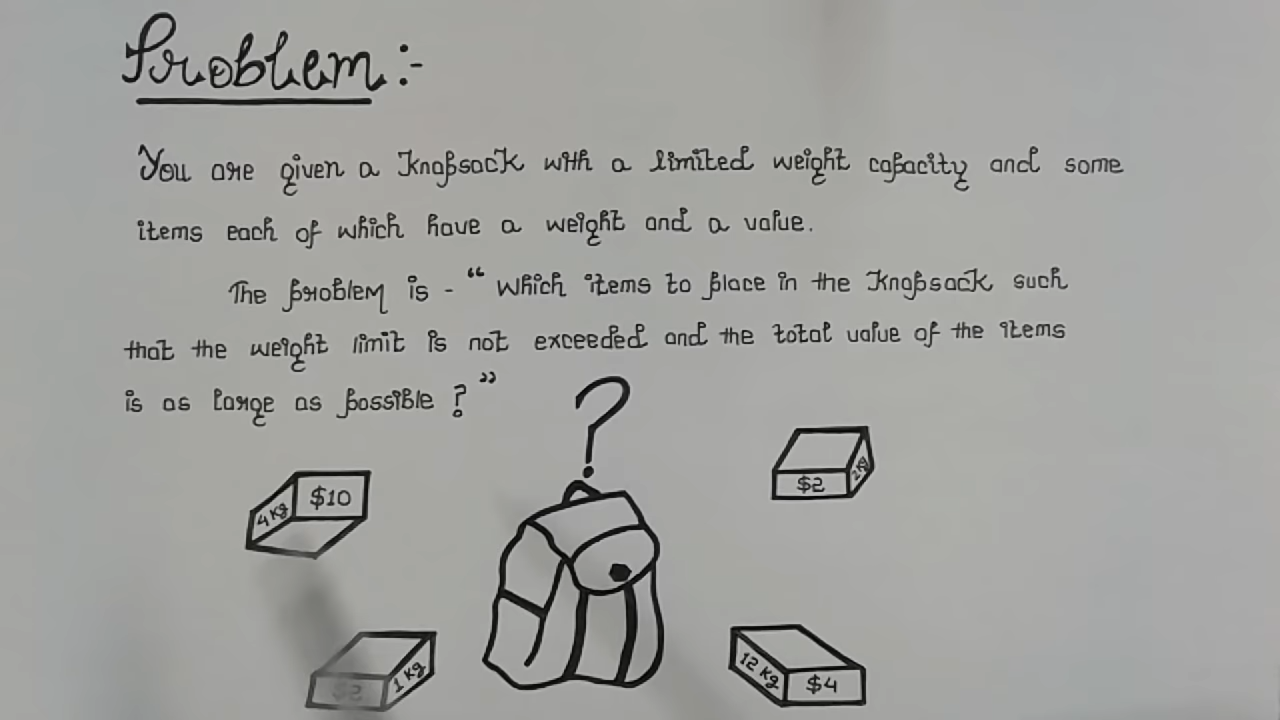 Problem :-
You are given a Knapsack with a limited weight capacity and some
items each of which have a weight and a value.
The problem is - “ Which items to place in the Knapsack such
that the weight limit is not exceeded and the total value of the items
is as large as possible ? ”
4 kg $10
$2 2 kg
$2 1 kg
12 kg $4